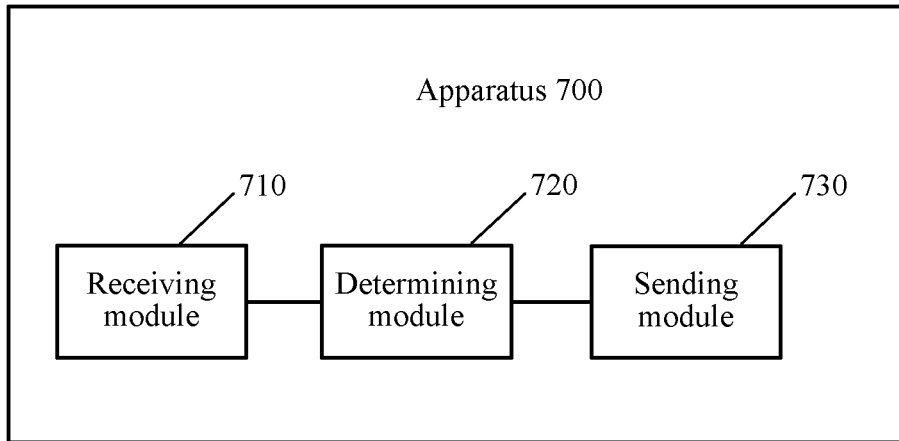 Apparatus 700
710
720
730
Receiving
module
Determining
module
Sending
module